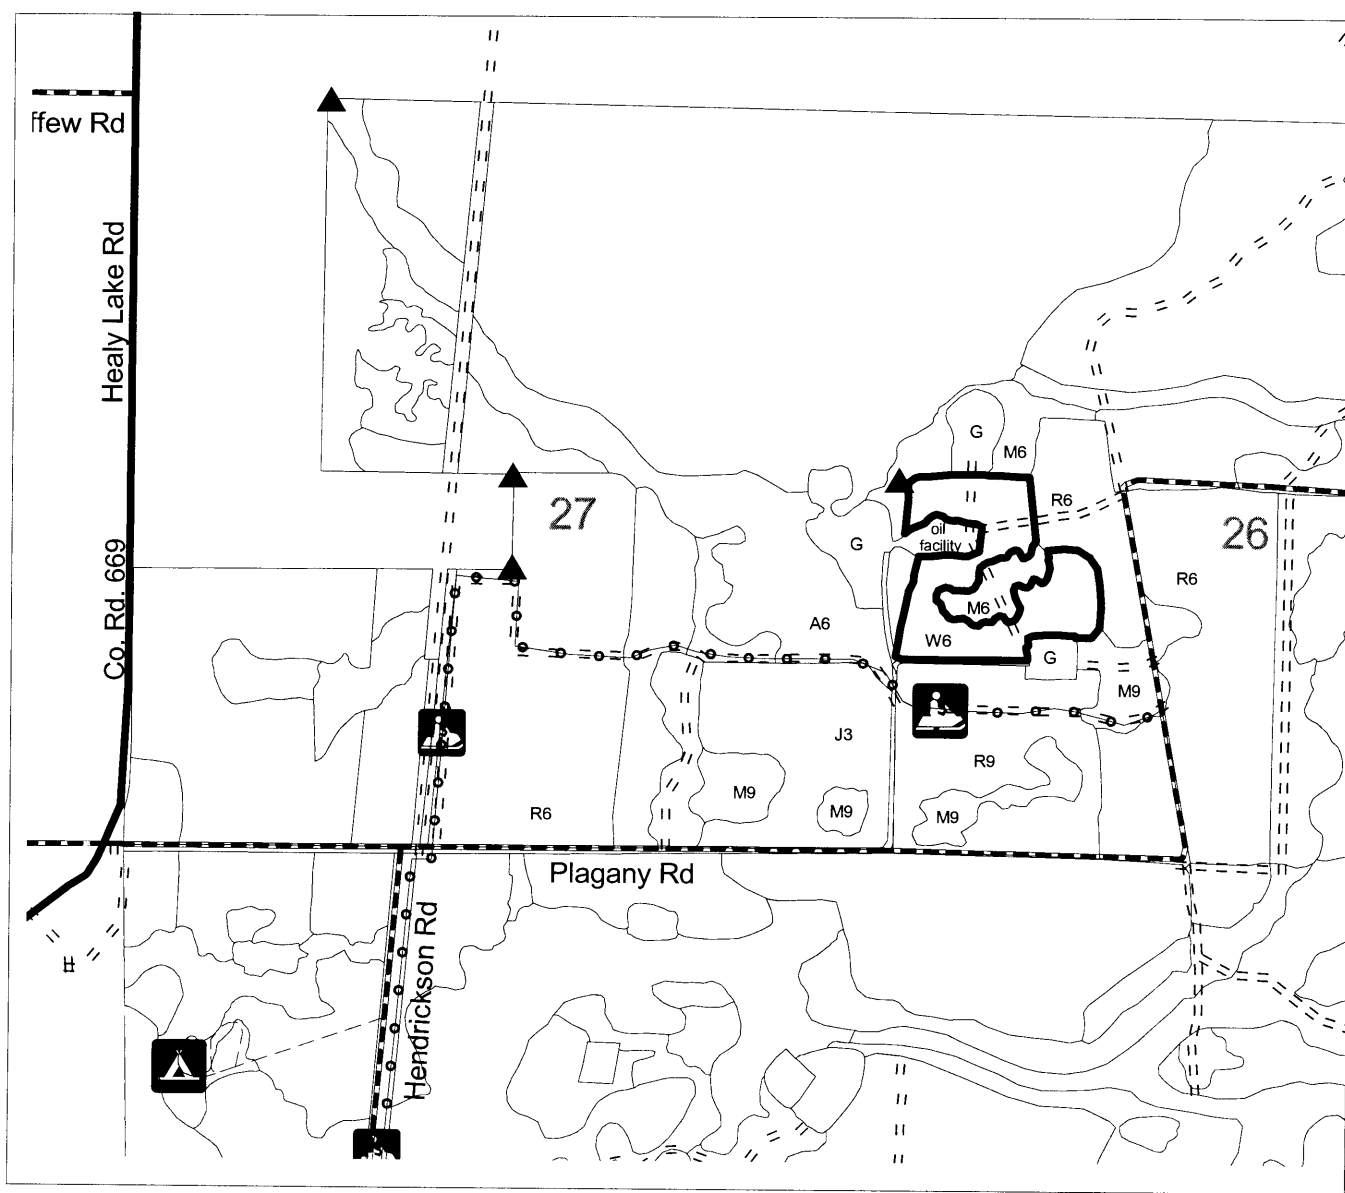 ffew Rd
Healy Lake Rd
Co. Rd. 669
G
M6
R6
27
oil
facility
G
26
R6
M6
A6
W6
G
M9
J3
R9
M9
M9
M9
R6
Plagany Rd
Hendrickson Rd